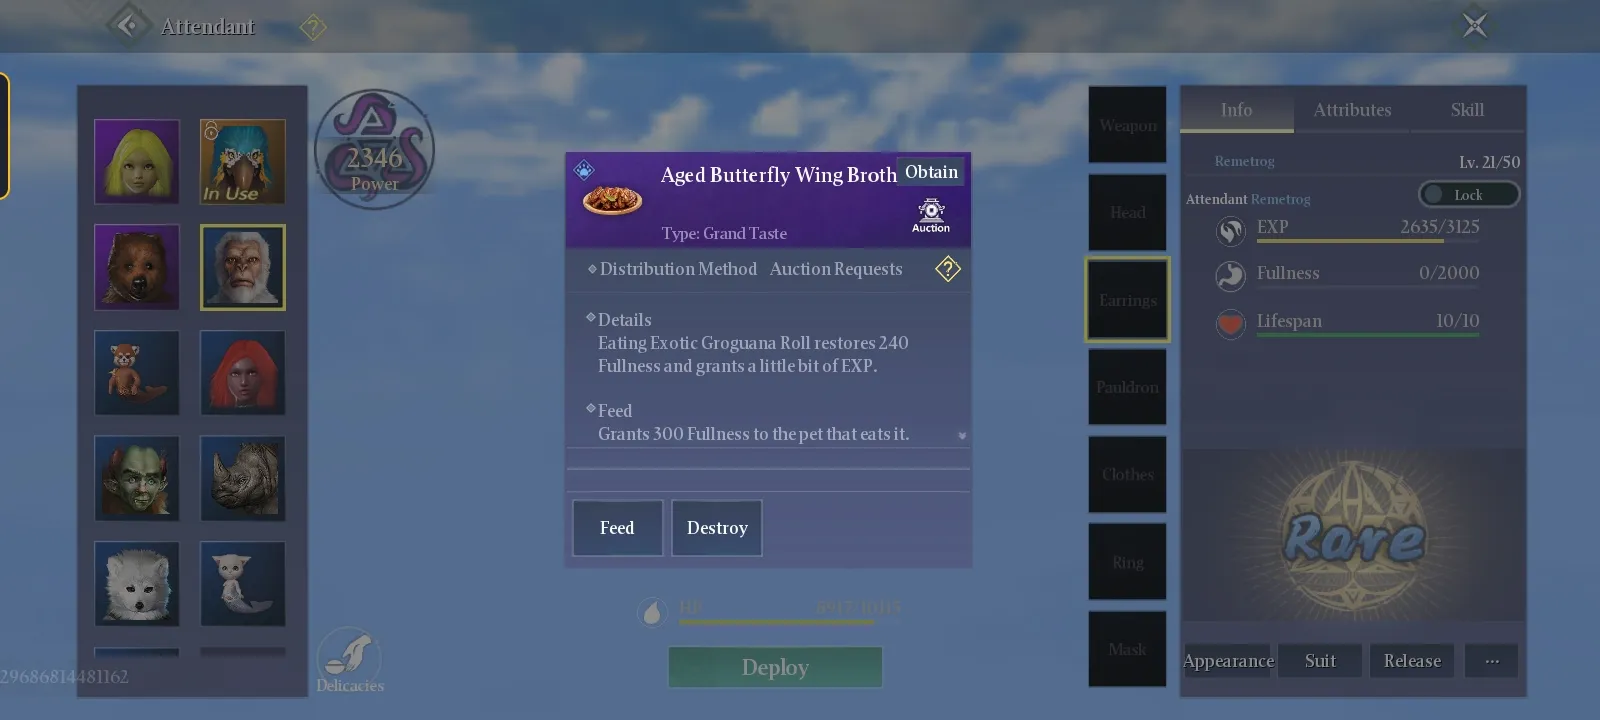 Attendant
?
In Use
2346
Power
Delicacies
29686814481162
Aged Butterfly Wing Broth
Obtain
Type: Grand Taste
Auction
Distribution Method Auction Requests
?
Details
Eating Exotic Groguana Roll restores 240
Fullness and grants a little bit of EXP.
Feed
Grants 300 Fullness to the pet that eats it.
Feed
Destroy
HP
Deploy
Weapon
Head
Earrings
Pauldron
Clothes
Ring
Mask
Info
Attributes
Skill
Remetrog
Lv. 21/50
Lock
Attendant Remetrog
EXP 2635/3125
Fullness 0/2000
Lifespan 10/10
Rare
Appearance
Suit
Release
...